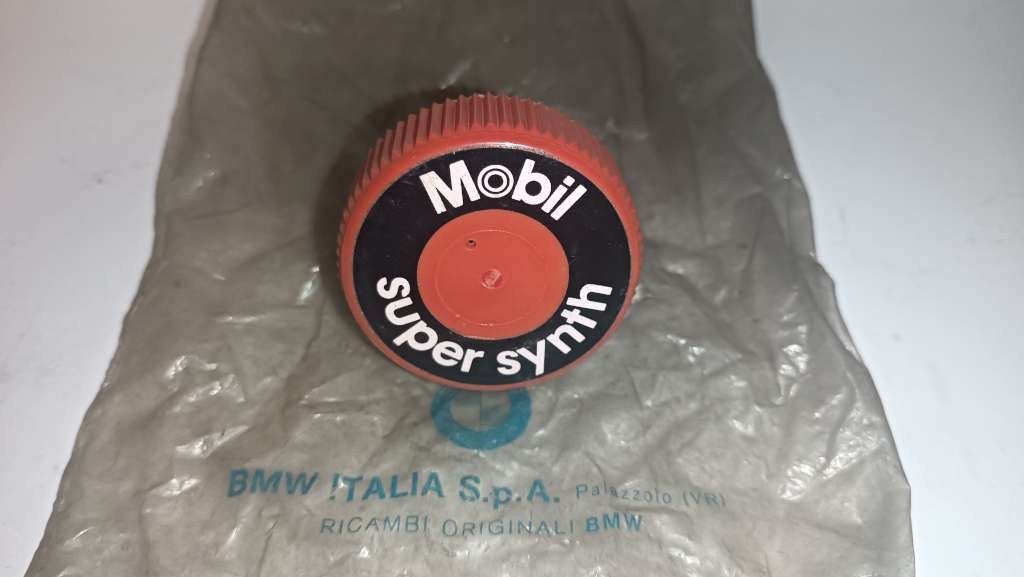 Mobil
super synth
BMW ITALIA S.p.A. Palazzolo (VR)
RICAMBI ORIGINALI BMW